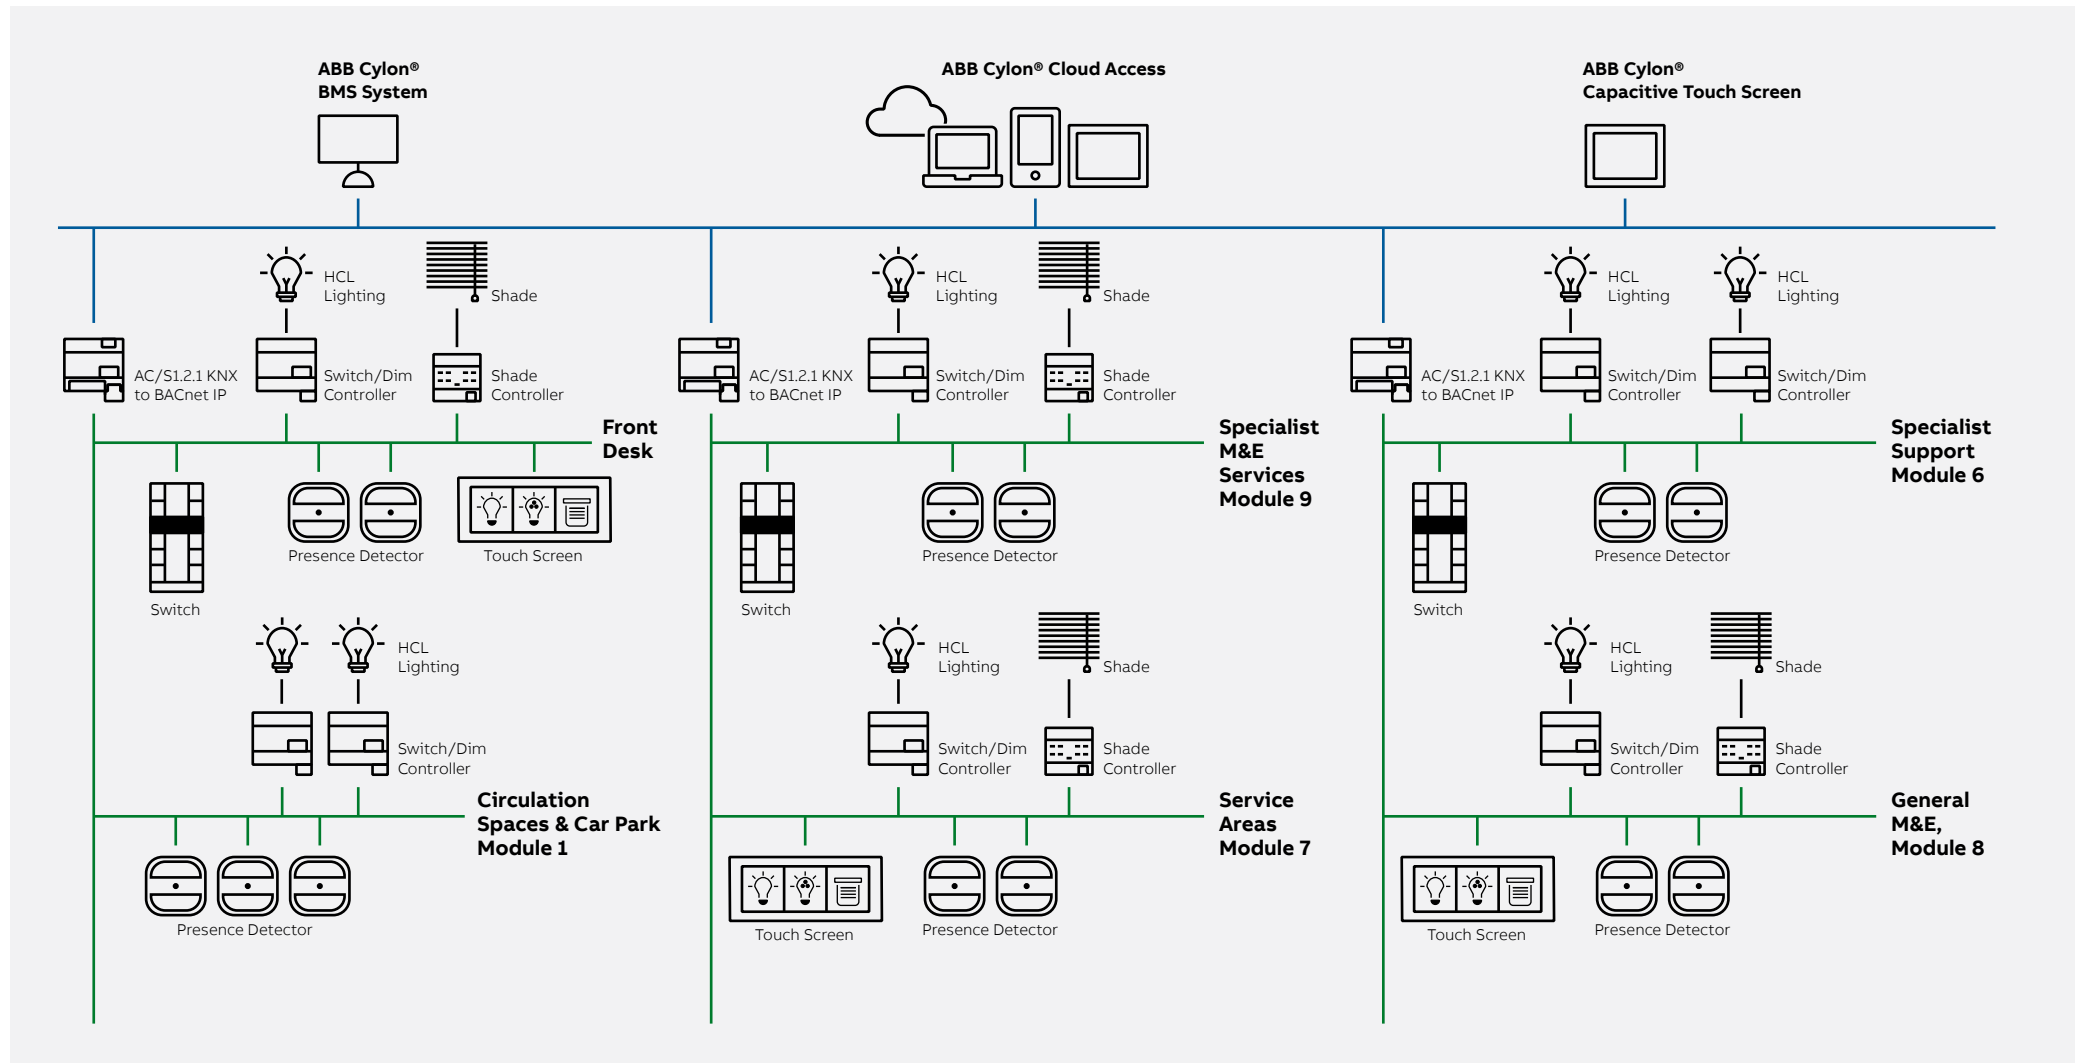 ABB Cylon®
BMS System
ABB Cylon® Cloud Access
ABB Cylon®
Capacitive Touch Screen
HCL
Lighting
Shade
AC/S1.2.1 KNX
to BACnet IP
Switch/Dim
Controller
Shade
Controller
Front
Desk
Switch
Presence Detector
Touch Screen
HCL
Lighting
Switch/Dim
Controller
Circulation
Spaces & Car Park
Module 1
Presence Detector
HCL
Lighting
Shade
AC/S1.2.1 KNX
to BACnet IP
Switch/Dim
Controller
Shade
Controller
Specialist
M&E
Services
Module 9
Switch
Presence Detector
HCL
Lighting
Shade
Switch/Dim
Controller
Shade
Controller
Service
Areas
Module 7
Touch Screen
Presence Detector
HCL
Lighting
HCL
Lighting
AC/S1.2.1 KNX
to BACnet IP
Switch/Dim
Controller
Switch/Dim
Controller
Specialist
Support
Module 6
Switch
Presence Detector
HCL
Lighting
Shade
Switch/Dim
Controller
Shade
Controller
General
M&E,
Module 8
Touch Screen
Presence Detector